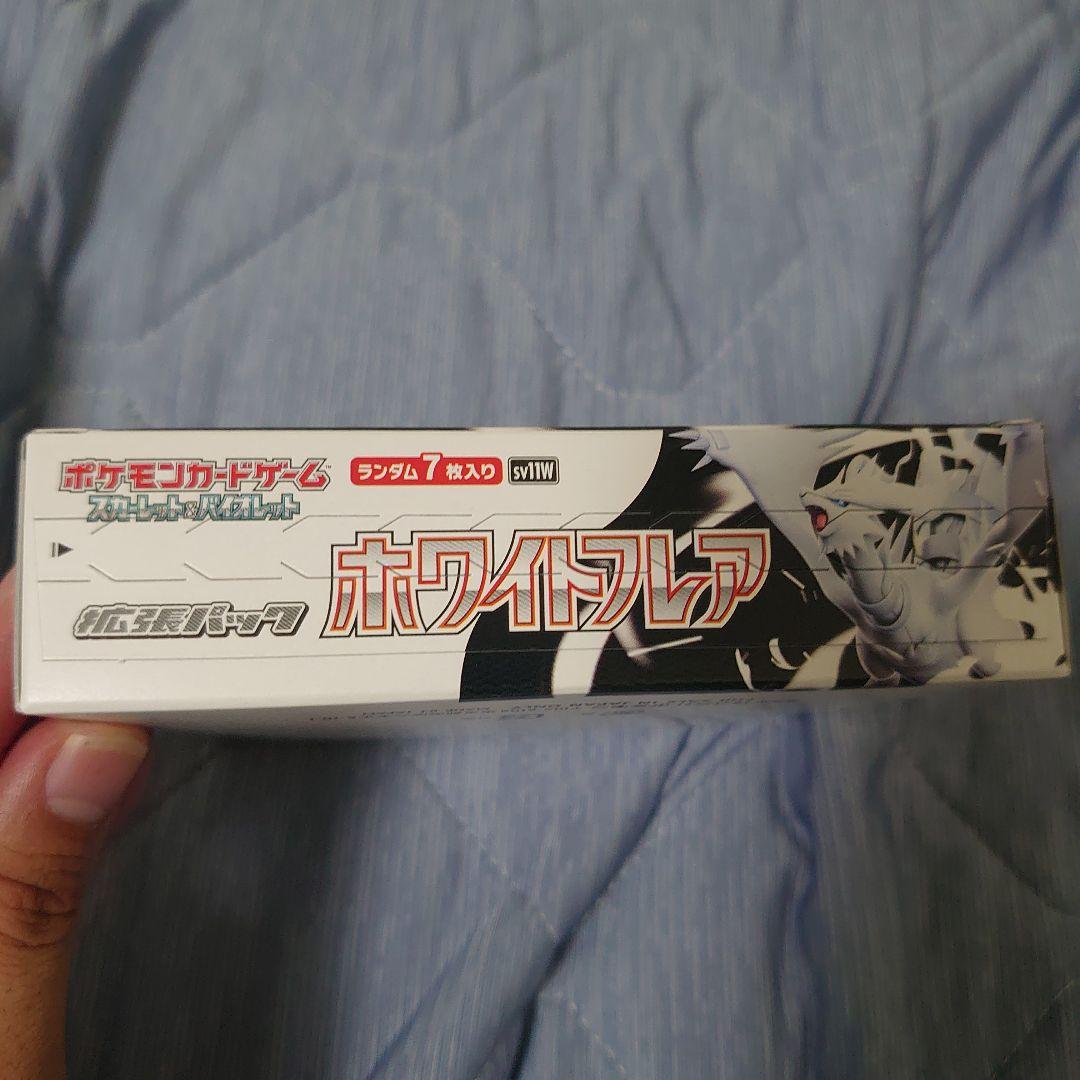 ポケモンカードゲーム™
スカーレット&バイオレット
ランダム7枚入り
sv11W
拡張パック
ホワイトフレア